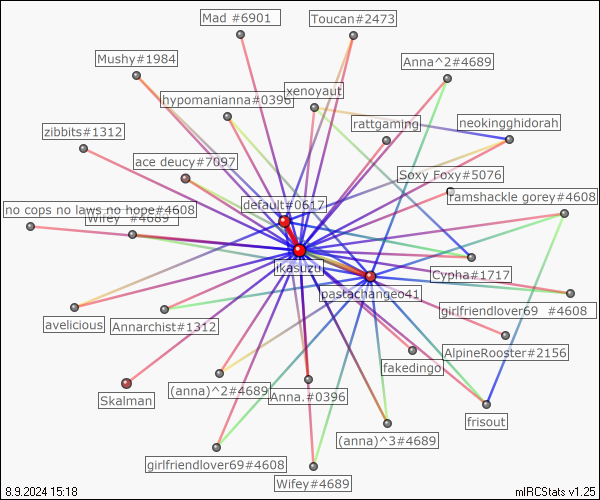 Mad #6901
Toucan#2473
Mushy#1984
Anna^2#4689
xenoyaut
hypomanianna#0396
rattgaming
neokingghidorah
zibbits#1312
ace deucy#7097
Soxy Foxy#5076
ramshackle gorey#4608
default#0617
no cops no laws no hope#4608
Wifey #4689
ikasuzu
Cypha#1717
pastachangeo41
girlfriendlover69 #4608
avelicious
Annarchist#1312
AlpineRooster#2156
fakedingo
(anna)^2#4689
Anna.#0396
Skalman
frisout
(anna)^3#4689
girlfriendlover69#4608
Wifey#4689
8.9.2024 15:18
mIRCStats v1.25